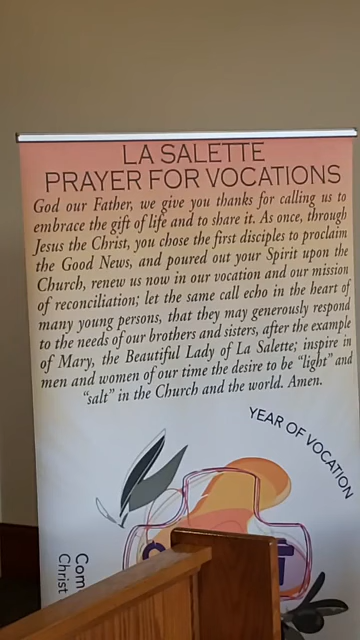 LA SALETTE
PRAYER FOR VOCATIONS
God our Father, we give you thanks for calling us to
embrace the gift of life and to share it. As once, through
Jesus the Christ, you chose the first disciples to proclaim
the Good News, and poured out your Spirit upon the
Church, renew us now in our vocation and our mission
of reconciliation; let the same call echo in the heart of
many young persons, that they may generously respond
to the needs of our brothers and sisters, after the example
of Mary, the Beautiful Lady of La Salette; inspire in
men and women of our time the desire to be “light” and
“salt” in the Church and the world. Amen.
YEAR OF VOCATION
Christ